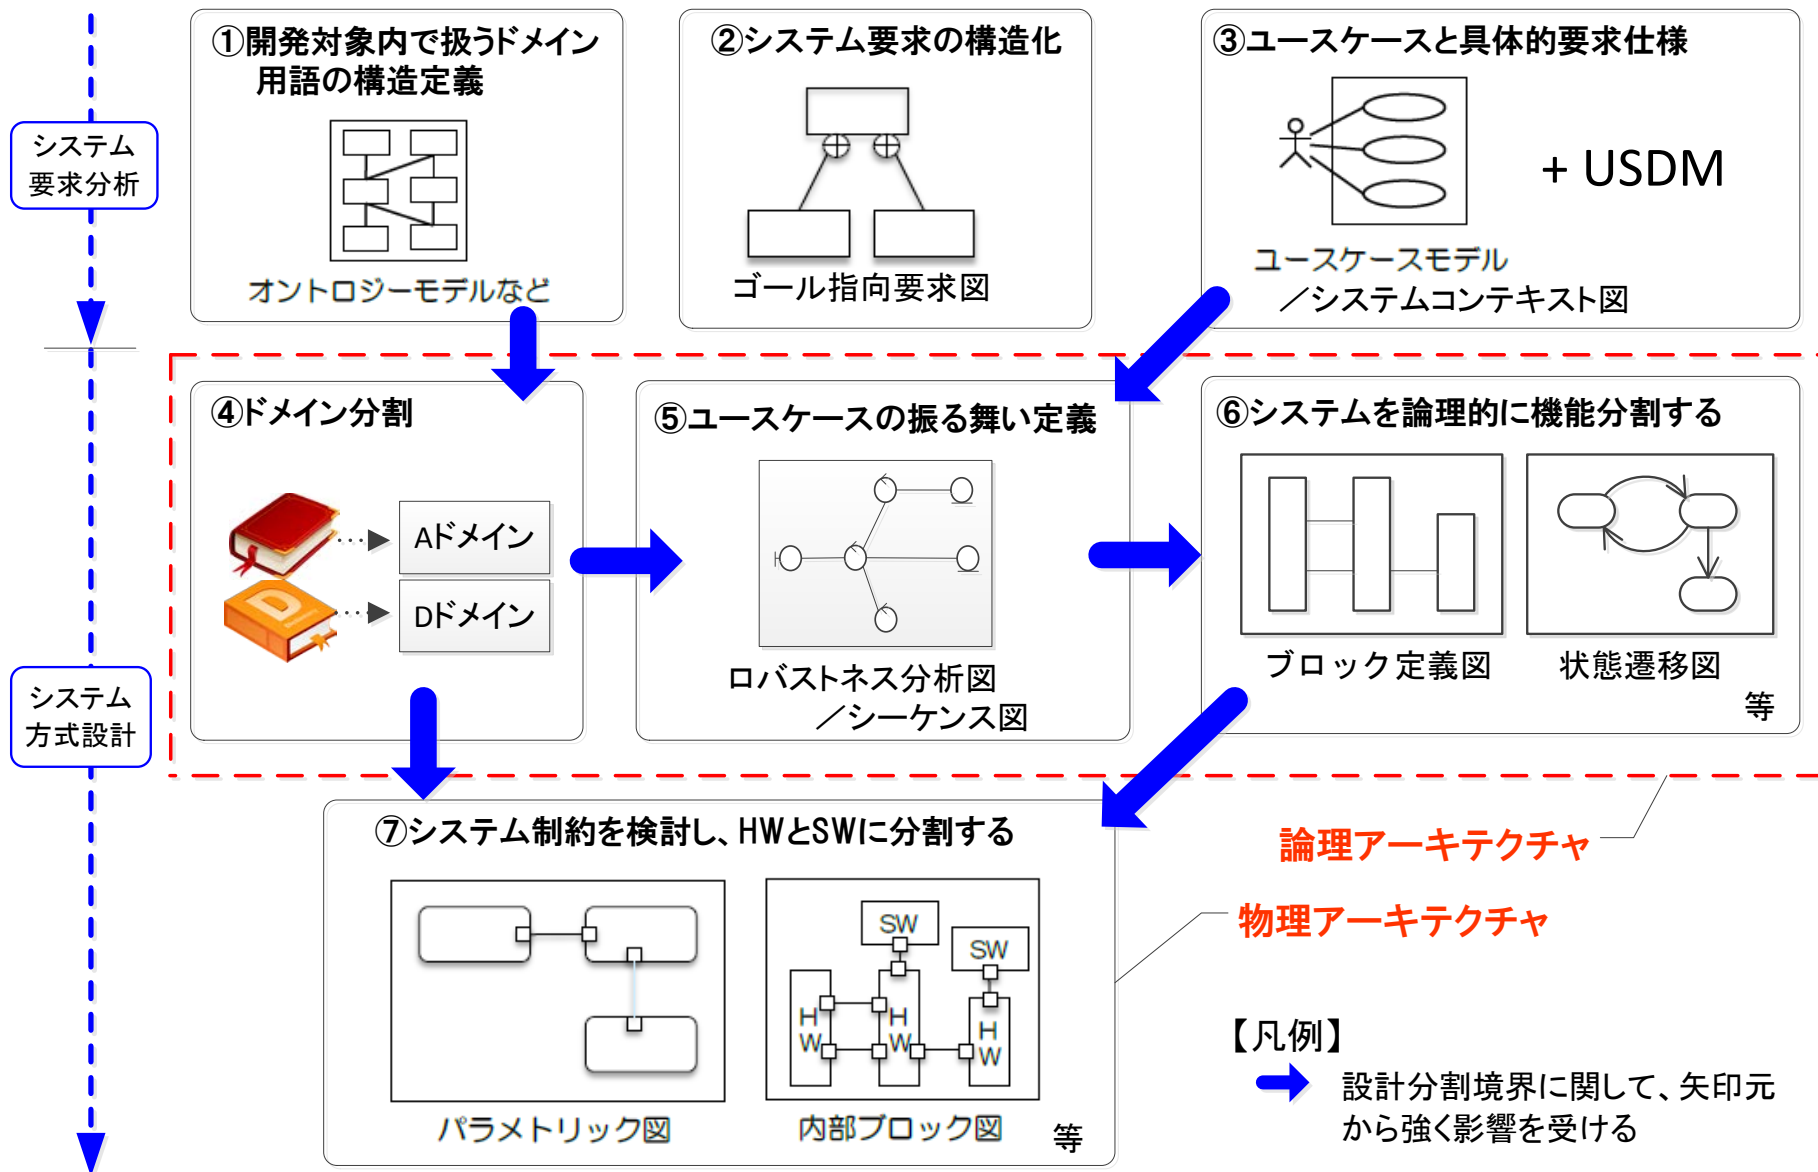 ①開発対象内で扱うドメイン
用語の構造定義
オントロジーモデルなど
②システム要求の構造化
ゴール指向要求図
③ユースケースと具体的要求仕様
+ USDM
ユースケースモデル
／システムコンテキスト図
システム
要求分析
④ドメイン分割
Aドメイン
D
Dドメイン
⑤ユースケースの振る舞い定義
ロバストネス分析図
／シーケンス図
⑥システムを論理的に機能分割する
ブロック定義図
状態遷移図
等
システム
方式設計
⑦システム制約を検討し、HWとSWに分割する
SW
SW
H
W
H
W
H
W
パラメトリック図
内部ブロック図
等
論理アーキテクチャ
物理アーキテクチャ
【凡例】
設計分割境界に関して、矢印元
から強く影響を受ける